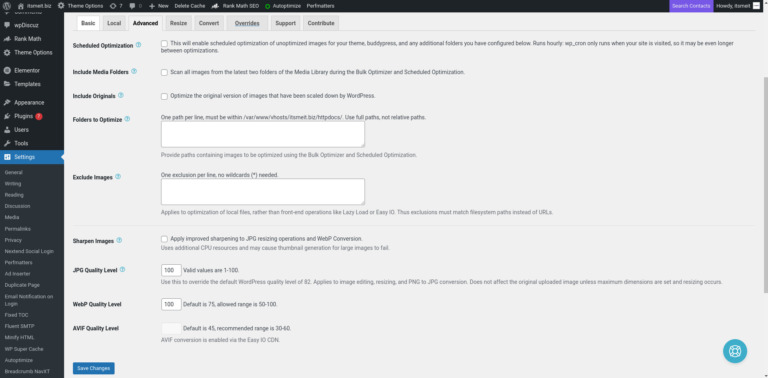 itsmeit.biz Theme Options 7 0 New Delete Cache Rank Math SEO Autoptimize Perfmatters Search Contacts Howdy, itsmeit
wpDiscuz
Rank Math
Theme Options
Elementor
Templates
Appearance
Plugins 7
Users
Tools
Settings
General
Writing
Reading
Discussion
Media
Permalinks
Privacy
Nextend Social Login
Perfmatters
Ad Inserter
Duplicate Page
Email Notification on
Login
Fixed TOC
Fluent SMTP
Minify HTML
WP Super Cache
Autoptimize
Breadcrumb NavXT
Basic Local Advanced Resize Convert Overrides Support Contribute
Scheduled Optimization This will enable scheduled optimization of unoptimized images for your theme, buddypress, and any additional folders you have configured below. Runs hourly: wp_cron only runs when your site is visited, so it may be even longer
between optimizations.
Include Media Folders Scan all images from the latest two folders of the Media Library during the Bulk Optimizer and Scheduled Optimization.
Include Originals Optimize the original version of images that have been scaled down by WordPress.
Folders to Optimize One path per line, must be within /var/www/vhosts/itsmeit.biz/httpdocs/. Use full paths, not relative paths.
Provide paths containing images to be optimized using the Bulk Optimizer and Scheduled Optimization.
Exclude Images One exclusion per line, no wildcards (*) needed.
Applies to optimization of local files, rather than front-end operations like Lazy Load or Easy IO. Thus exclusions must match filesystem paths instead of URLs.
Sharpen Images Apply improved sharpening to JPG resizing operations and WebP Conversion.
Uses additional CPU resources and may cause thumbnail generation for large images to fail.
JPG Quality Level 100 Valid values are 1-100.
Use this to override the default WordPress quality level of 82. Applies to image editing, resizing, and PNG to JPG conversion. Does not affect the original uploaded image unless maximum dimensions are set and resizing occurs.
WebP Quality Level 100 Default is 75, allowed range is 50-100.
AVIF Quality Level Default is 45, recommended range is 30-60.
AVIF conversion is enabled via the Easy IO CDN.
Save Changes